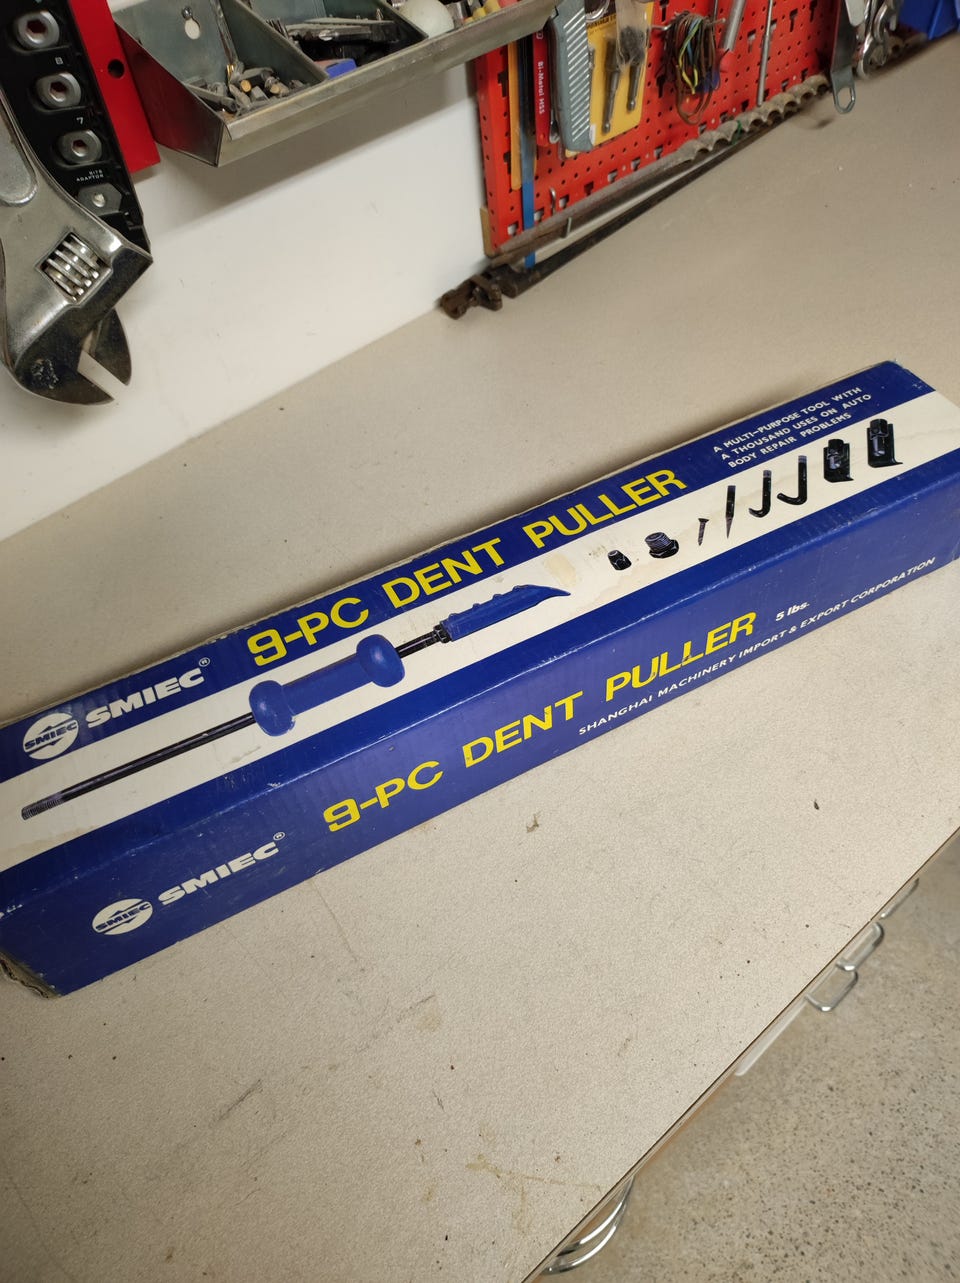 8
7
BITS
ADAPTOR
Bi-Metal HSS
A MULTI-PURPOSE TOOL WITH
A THOUSAND USES ON AUTO
BODY REPAIR PROBLEMS
SMIEC SMIEC® 9-PC DENT PULLER
SMIEC SMIEC® 9-PC DENT PULLER 5 lbs.
SHANGHAI MACHINERY IMPORT & EXPORT CORPORATION